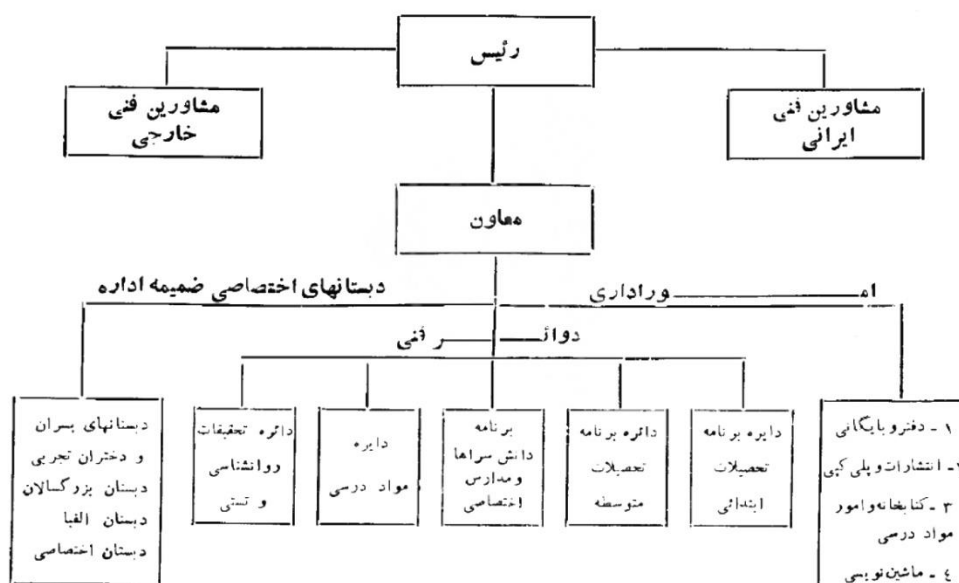 رئیس
مشاورین فنی
ایرانی
مشاورین فنی
خارجی
معاون
امــوراداری
دبستانهای اختصاصی ضمیمه اداره
دوائــر فنی
۱ - دفتر و بایگانی
۲- انتشارات و پلی کپی
۳ - کتابخانه و امور
مواد درسی
٤ - ماشین نویسی
دایره برنامه
تحصیلات
ابتدائی
دائره برنامه
تحصیلات
متوسطه
برنامه
دانش سراها
و مدارس
اختصاصی
دایره
مواد درسی
دائره تحقیقات
روانشناسی
و تستی
دبستانهای پسران
و دختران تجربی
دبستان بزرگسالان
دبستان الفبا
دبستان اختصاصی